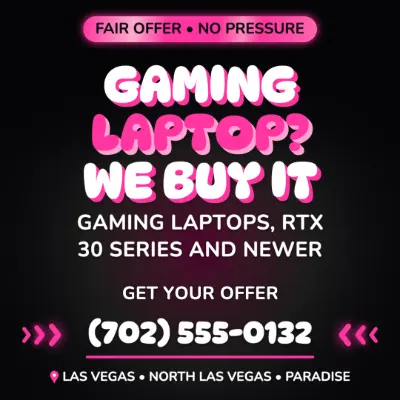 FAIR OFFER • NO PRESSURE
GAMING
LAPTOP?
WE BUY IT
GAMING LAPTOPS, RTX
30 SERIES AND NEWER
GET YOUR OFFER
(702) 555-0132
LAS VEGAS • NORTH LAS VEGAS • PARADISE